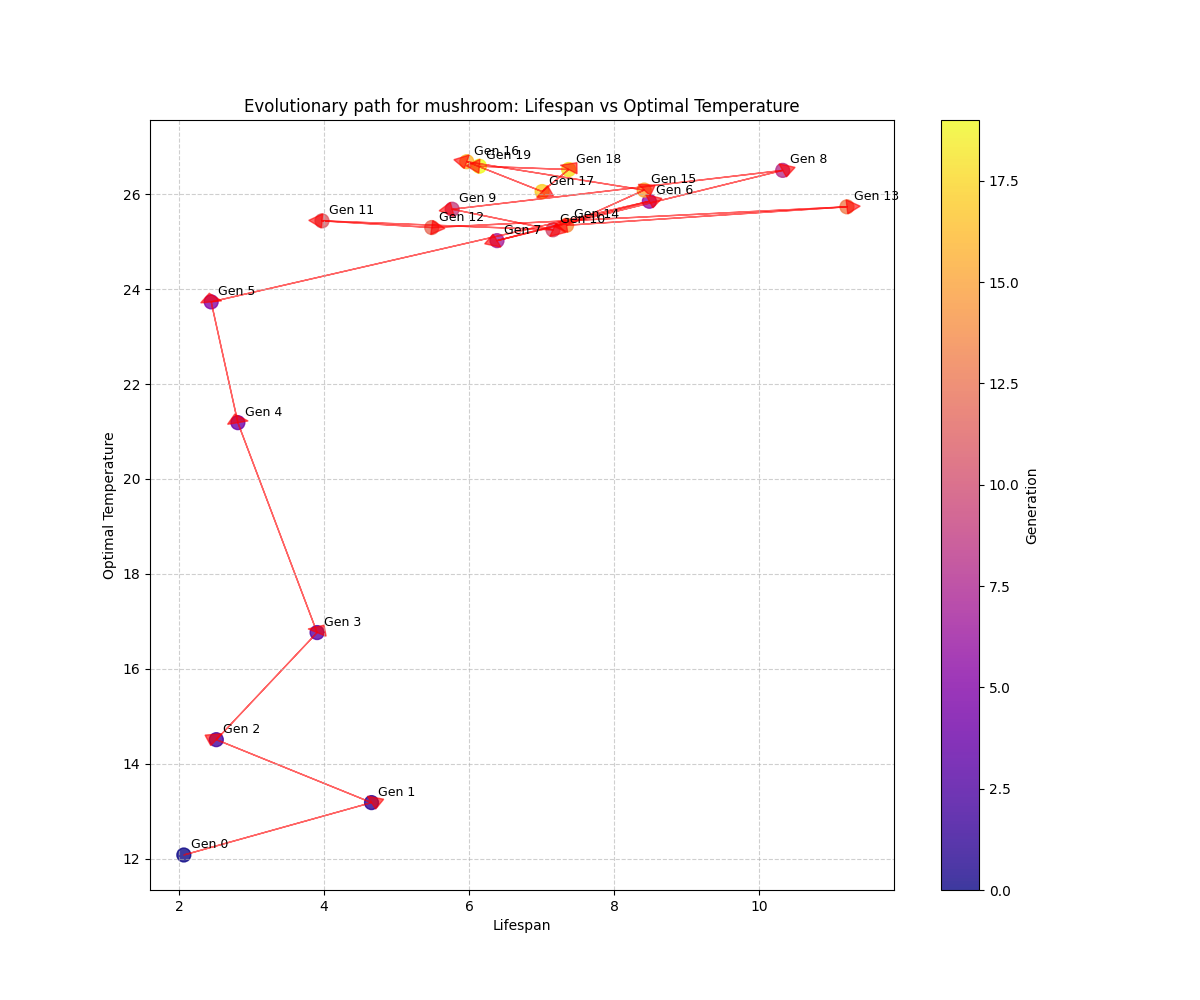 Evolutionary path for mushroom: Lifespan vs Optimal Temperature
Gen 16
Gen 19
Gen 18
Gen 8
Gen 17
Gen 15
Gen 6
Gen 13
Gen 9
Gen 11
Gen 12
Gen 14
Gen 10
Gen 7
Gen 5
Gen 4
Gen 3
Gen 2
Gen 1
Gen 0
26
24
22
20
18
16
14
12
Optimal Temperature
2
4
6
8
10
Lifespan
17.5
15.0
12.5
10.0
7.5
5.0
2.5
0.0
Generation